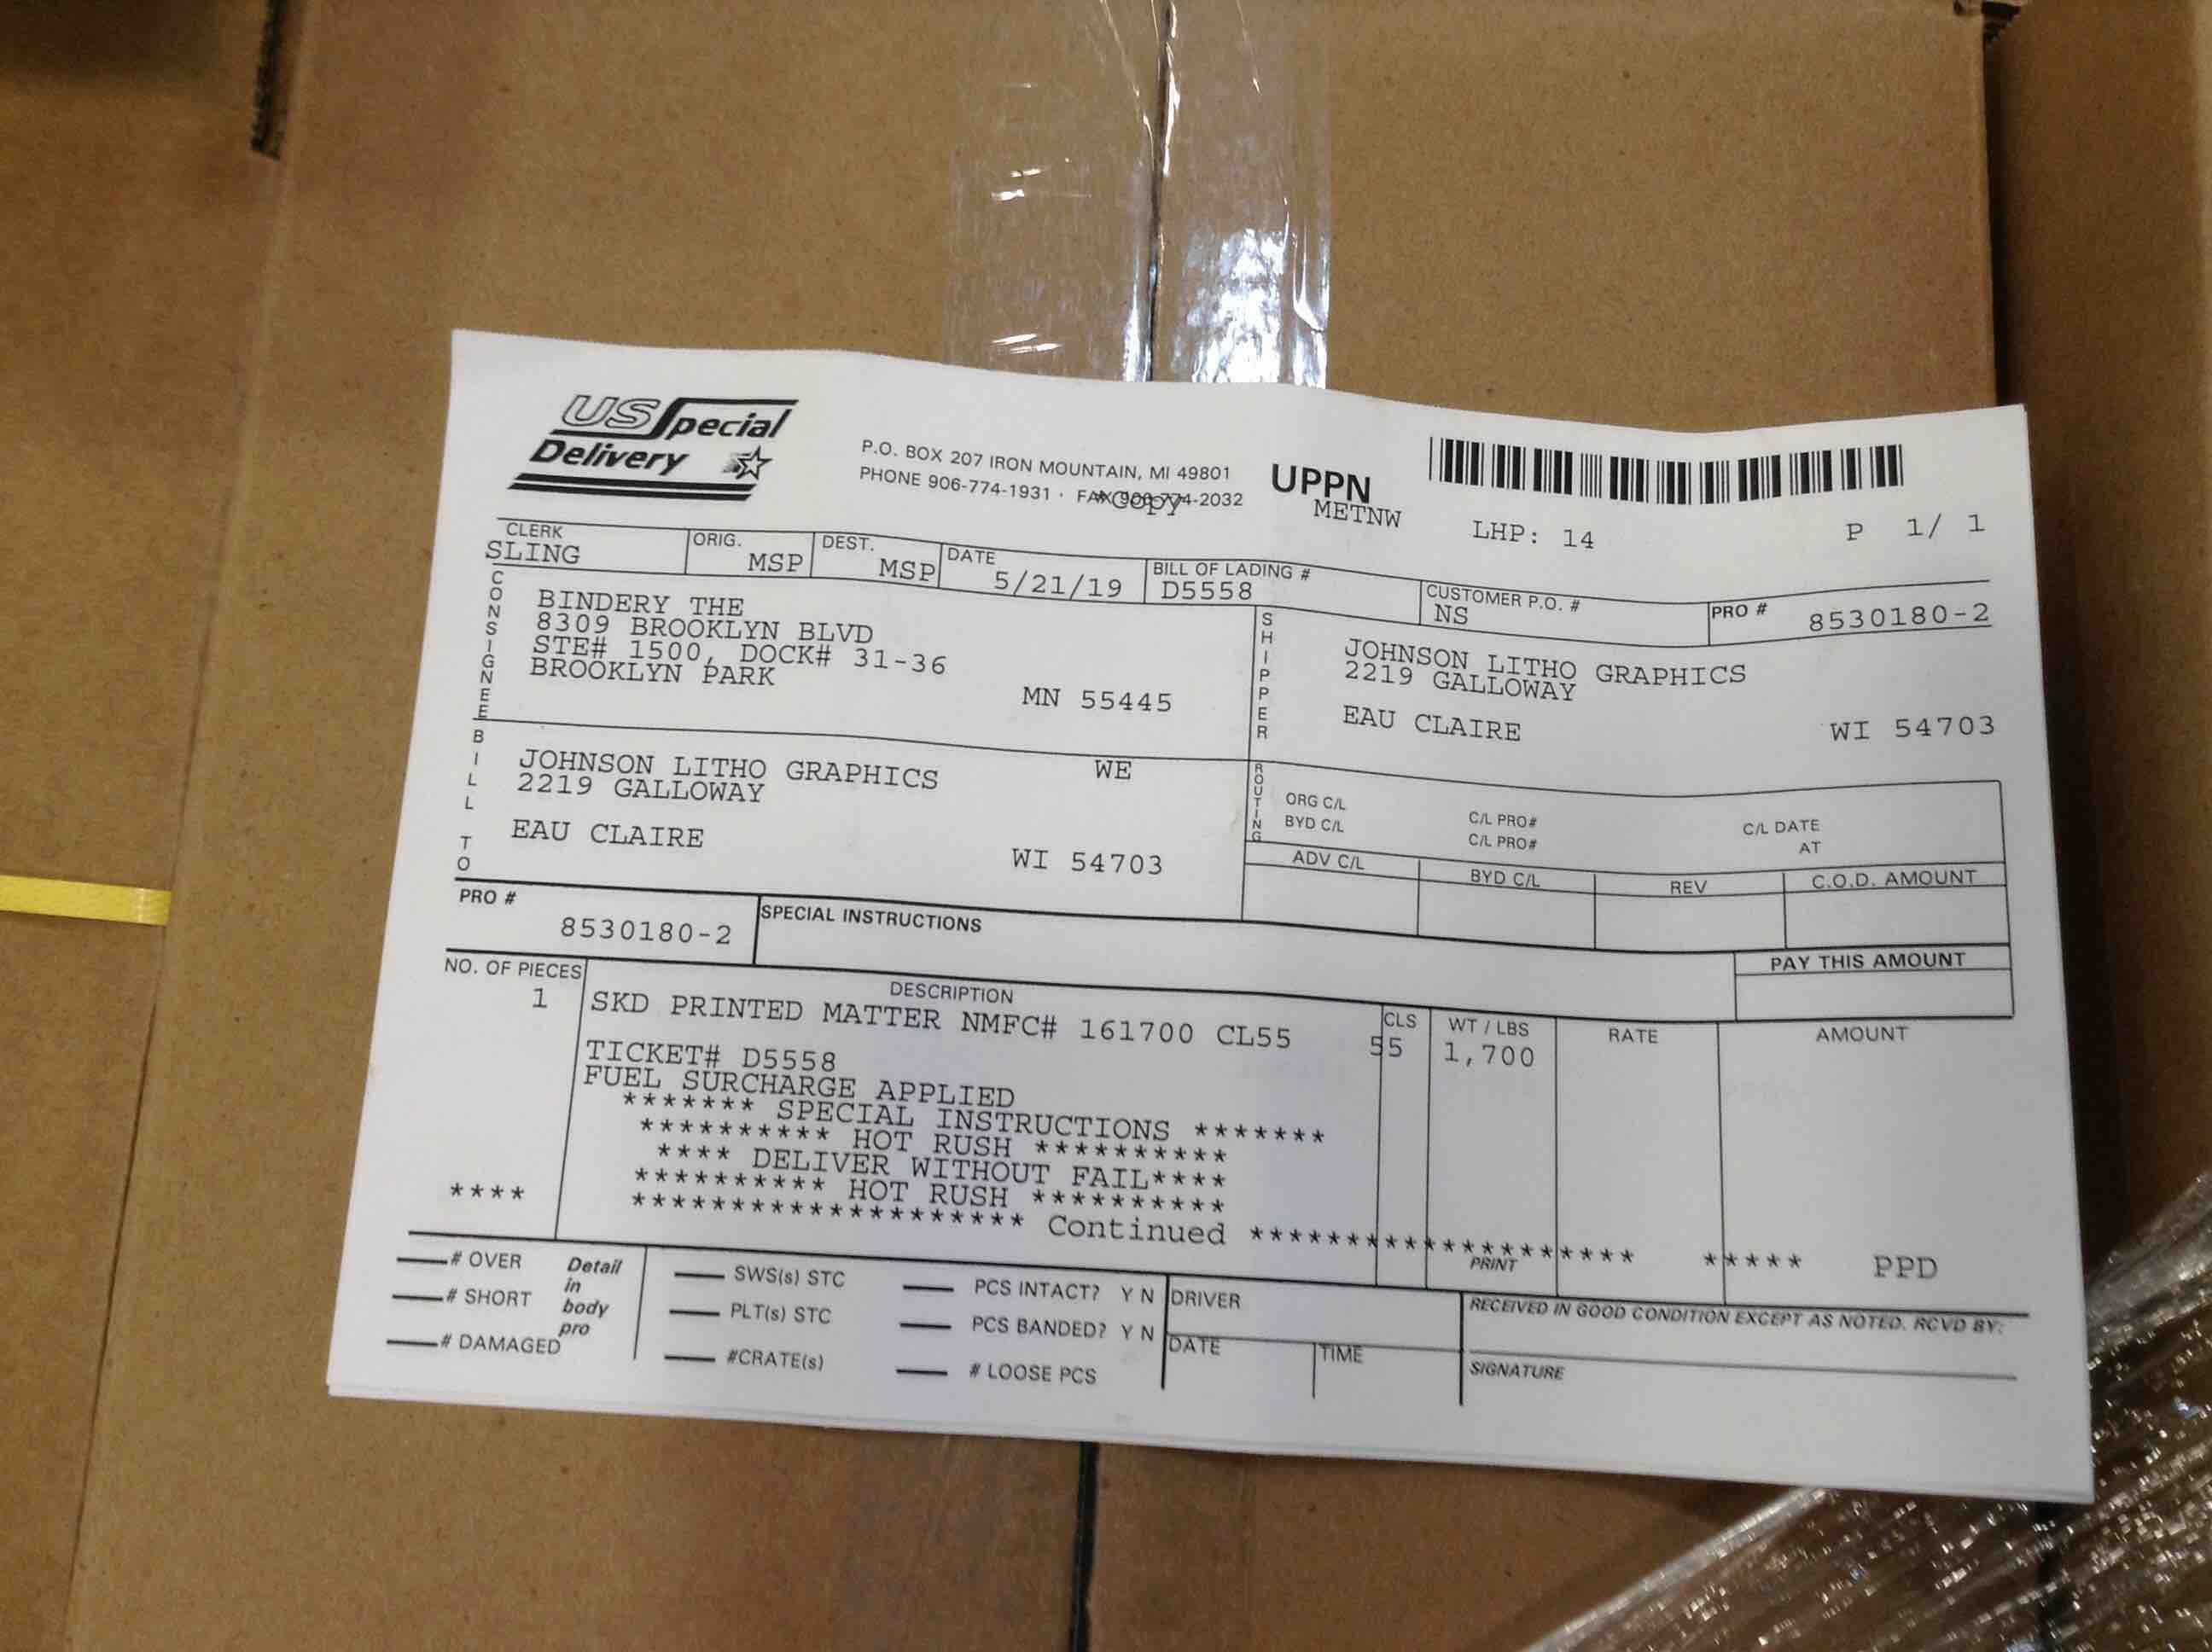 US Special
Delivery
P.O. BOX 207 IRON MOUNTAIN, MI 49801
PHONE 906-774-1931 · FAX 906-774-2032
*Copy*
UPPN
METNW
LHP: 14
P 1/ 1
CLERK
SLING
ORIG.
MSP
DEST.
MSP
DATE
5/21/19
BILL OF LADING #
D5558
CUSTOMER P.O. #
NS
PRO #
8530180-2
CONSIGNEE
BINDERY THE
8309 BROOKLYN BLVD
STE# 1500, DOCK# 31-36
BROOKLYN PARK
MN 55445
SHIPPER
JOHNSON LITHO GRAPHICS
2219 GALLOWAY
EAU CLAIRE
WI 54703
BILL TO
JOHNSON LITHO GRAPHICS WE
2219 GALLOWAY
EAU CLAIRE
WI 54703
ROUTING
ORG C/L C/L PRO# C/L DATE
BYD C/L C/L PRO# AT
ADV C/L BYD C/L REV C.O.D. AMOUNT
PRO #
8530180-2
SPECIAL INSTRUCTIONS
PAY THIS AMOUNT
NO. OF PIECES DESCRIPTION CLS WT / LBS RATE AMOUNT
1 SKD PRINTED MATTER NMFC# 161700 CL55 55 1,700
TICKET# D5558
FUEL SURCHARGE APPLIED
******* SPECIAL INSTRUCTIONS *******
********** HOT RUSH **********
**** DELIVER WITHOUT FAIL****
********** HOT RUSH **********
**** ********************* Continued ********************* ***** PPD
PRINT
# OVER
# SHORT
# DAMAGED
Detail
in
body
pro
SWS(s) STC
PLT(s) STC
#CRATE(s)
PCS INTACT? Y N
PCS BANDED? Y N
# LOOSE PCS
DRIVER
DATE
TIME
RECEIVED IN GOOD CONDITION EXCEPT AS NOTED. RCVD BY:
SIGNATURE